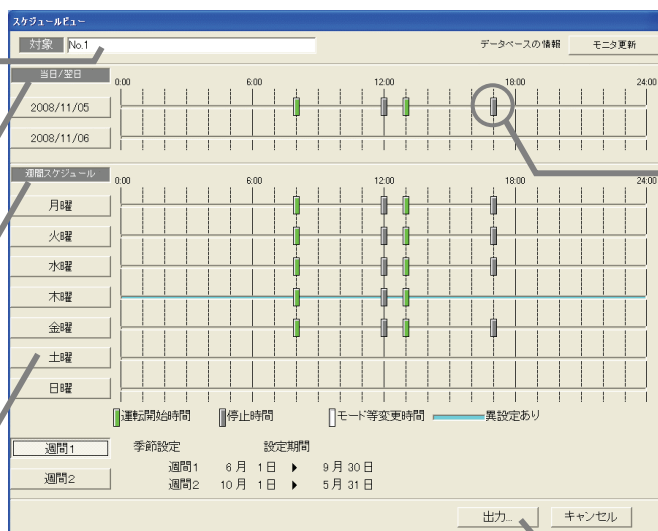 スケジュールビュー
対象 No.1 データベースの情報 モニタ更新
当日/翌日
0:00 6:00 12:00 18:00 24:00
2008/11/05
2008/11/06
週間スケジュール
0:00 6:00 12:00 18:00 24:00
月曜
火曜
水曜
木曜
金曜
土曜
日曜
運転開始時間 停止時間 モード等変更時間 異設定あり
週間1 季節設定 設定期間
週間1 6月 1日 ▶ 9月30日
週間2
週間2 10月 1日 ▶ 5月31日
出力... キャンセル